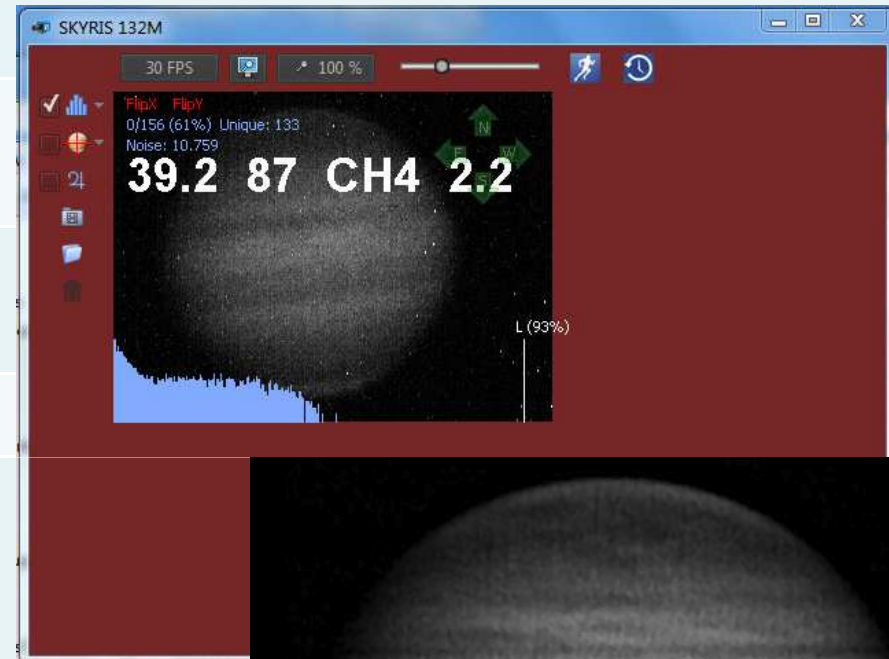 SKYRIS 132M
30 FPS 100 %
FlipX FlipY
0/156 (61%) Unique: 133
Noise: 10.759
39.2 87 CH4 2.2
N
E W
S
L (93%)